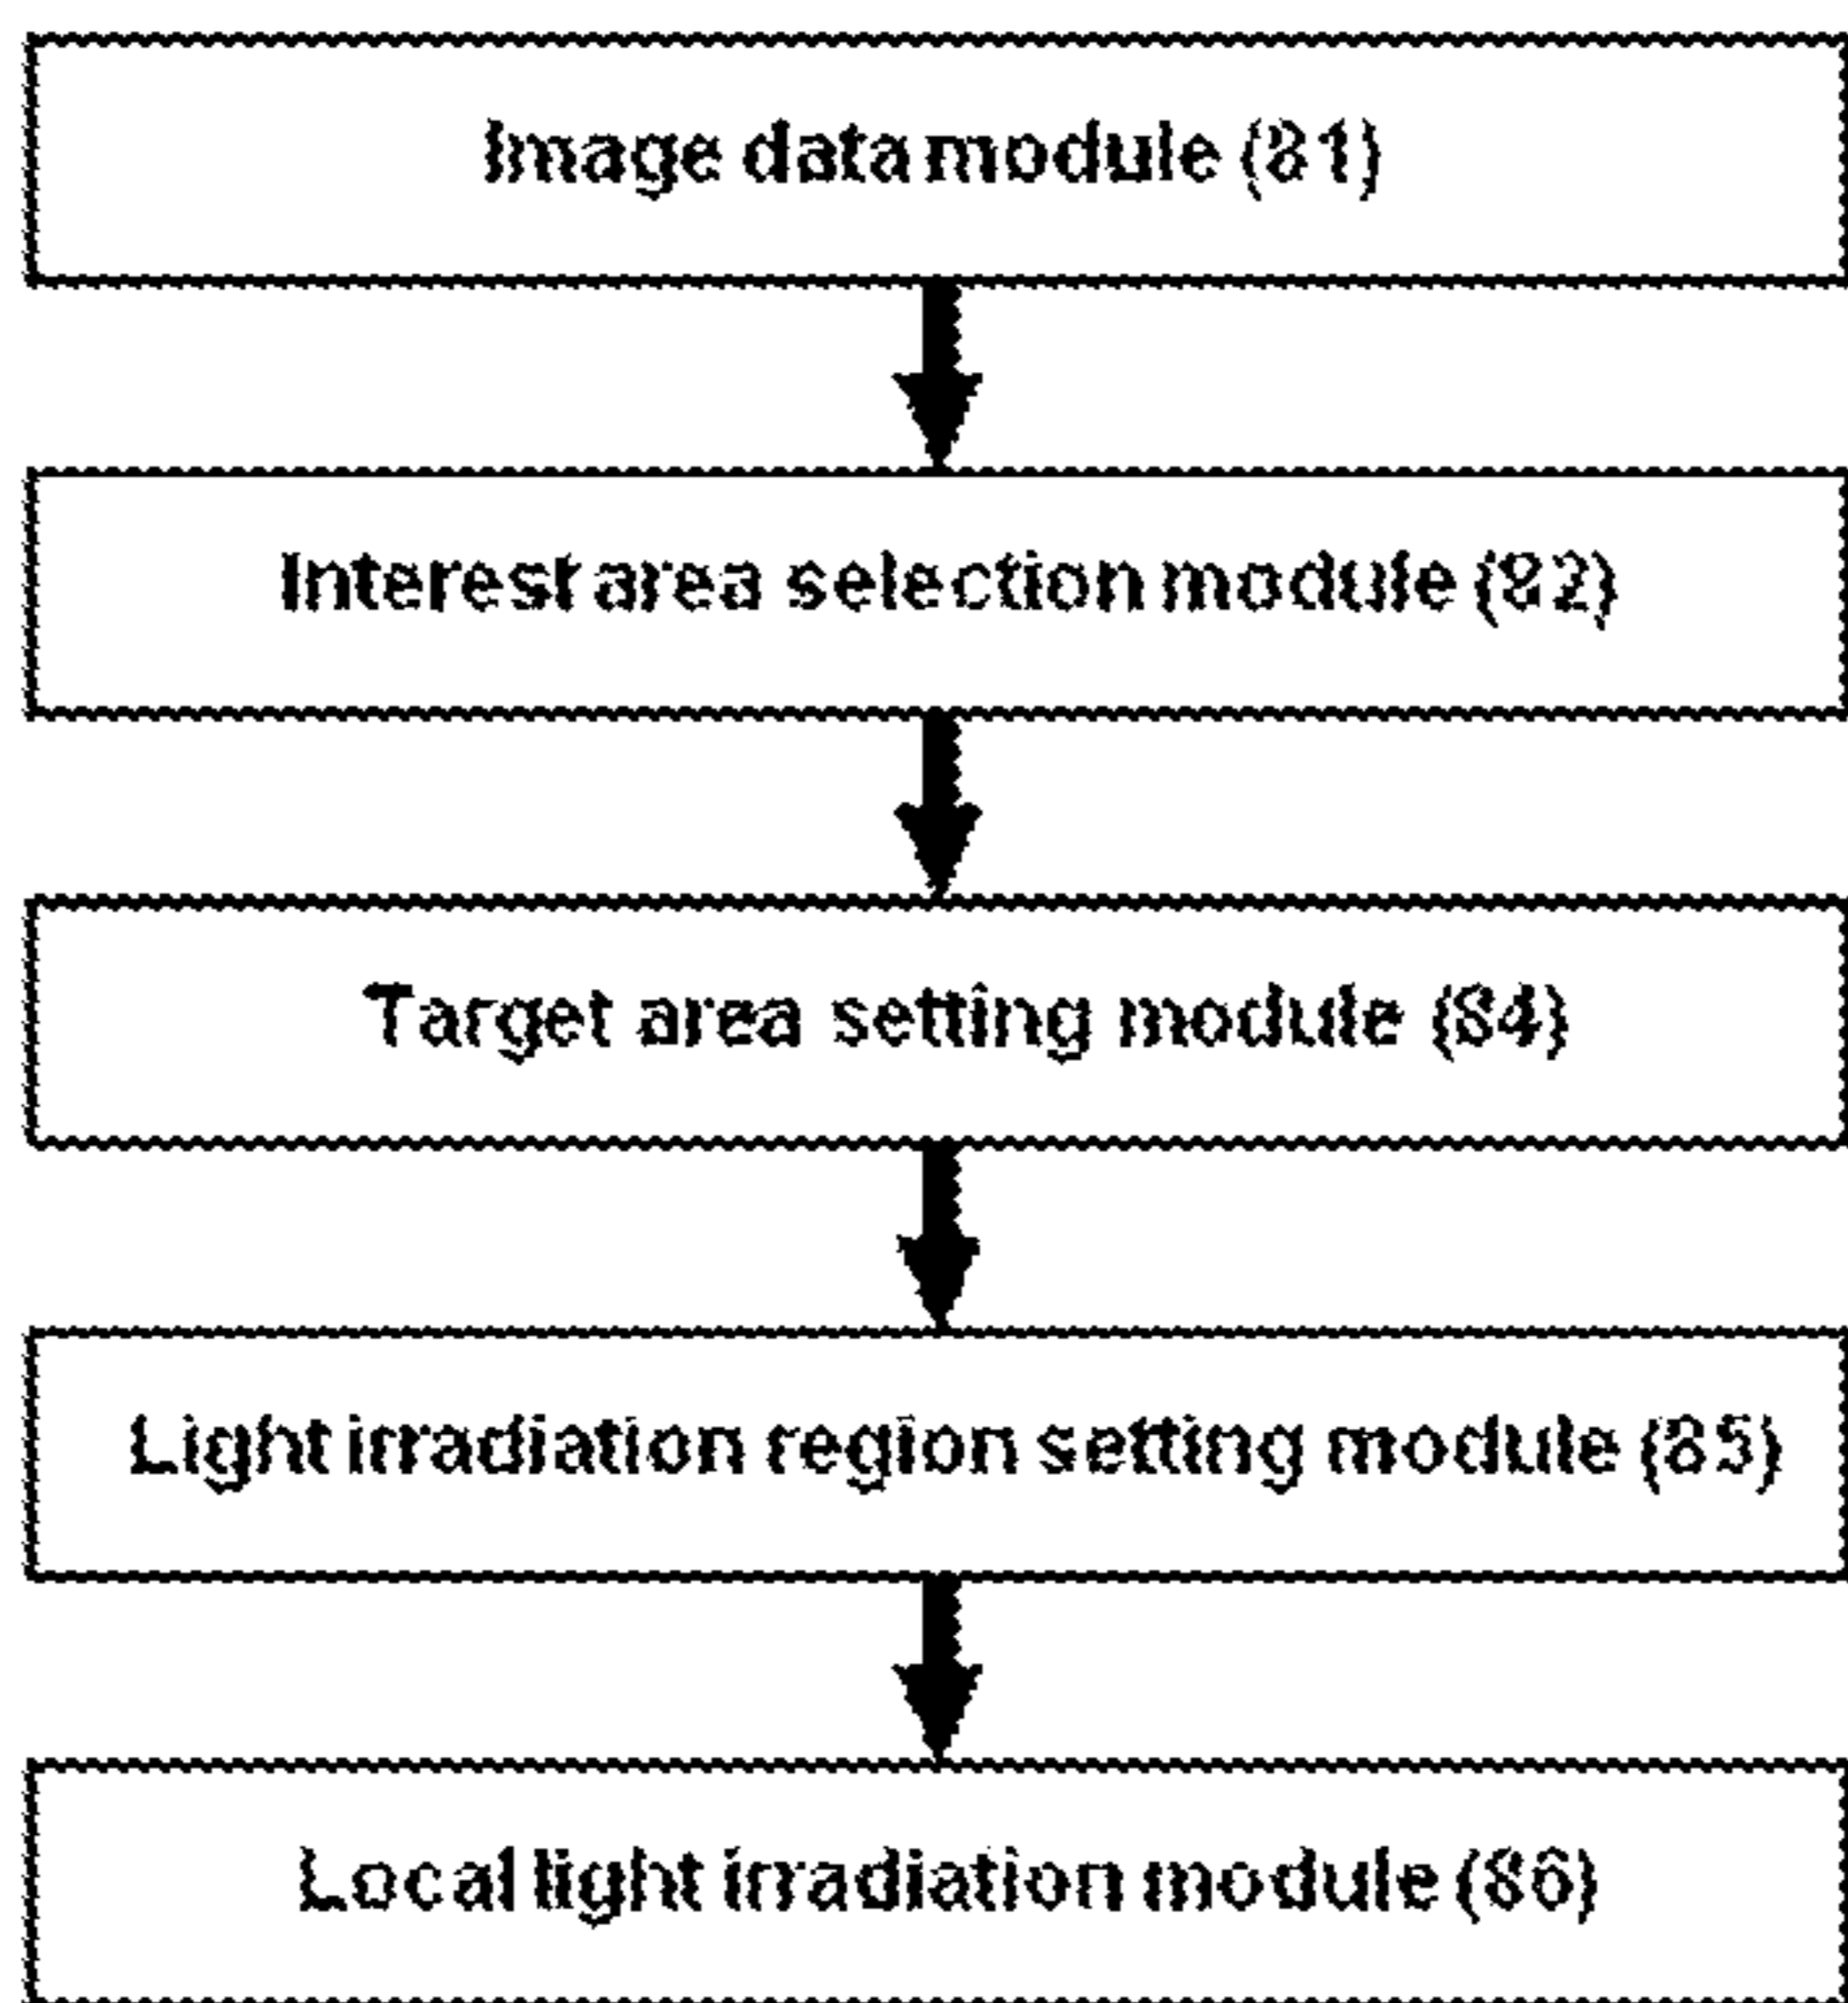 Image data module (81)
Interest area selection module (82)
Target area setting module (84)
Light irradiation region setting module (85)
Local light irradiation module (86)